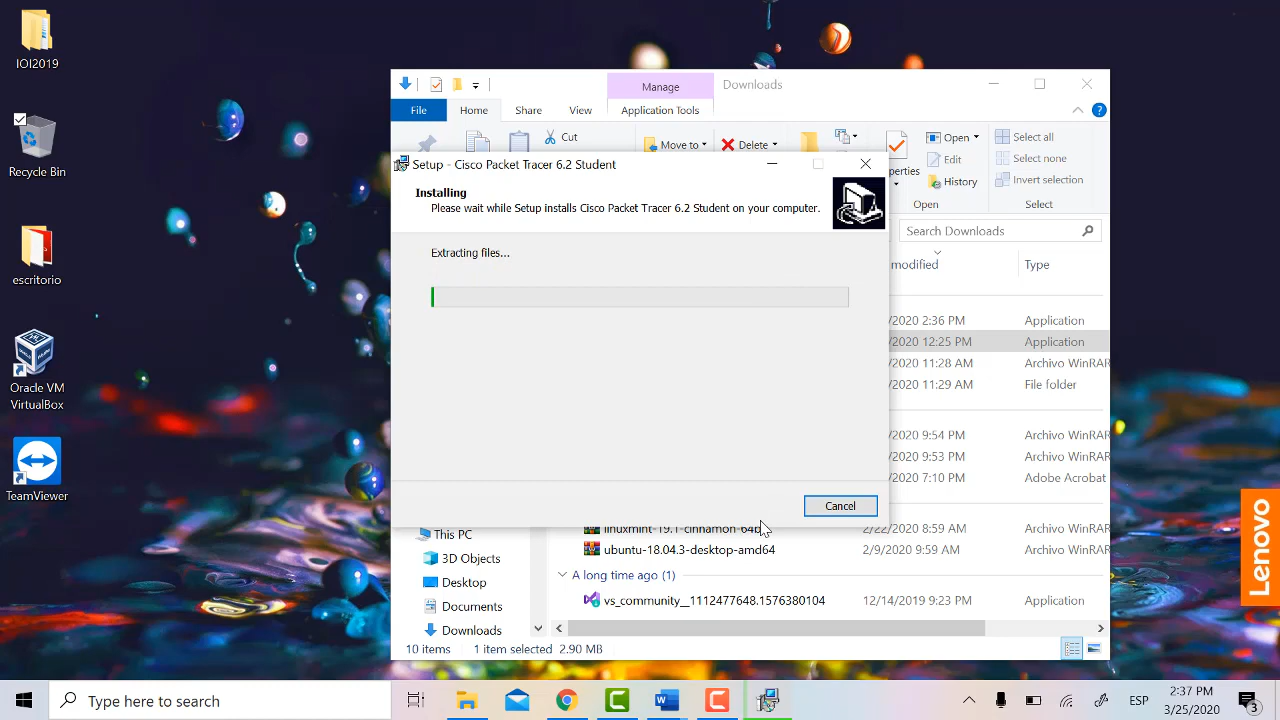 IOI2019
Recycle Bin
escritorio
Oracle VM
VirtualBox
TeamViewer
Manage
Downloads
File
Home
Share
View
Application Tools
Cut
Move to
Delete
Open
Select all
Edit
Select none
History
Invert selection
Open
Select
Setup - Cisco Packet Tracer 6.2 Student
Installing
Please wait while Setup installs Cisco Packet Tracer 6.2 Student on your computer.
Extracting files...
Cancel
Search Downloads
modified
Type
/2020 2:36 PM Application
/2020 12:25 PM Application
/2020 11:28 AM Archivo WinRAR
/2020 11:29 AM File folder
/2020 9:54 PM Archivo WinRAR
/2020 9:53 PM Archivo WinRAR
/2020 7:10 PM Adobe Acrobat
linuxmint-19.1-cinnamon-64b 2/22/2020 8:59 AM Archivo WinRAR
ubuntu-18.04.3-desktop-amd64 2/9/2020 9:59 AM Archivo WinRAR
A long time ago (1)
vs_community__1112477648.1576380104 12/14/2019 9:23 PM Application
This PC
3D Objects
Desktop
Documents
Downloads
10 items 1 item selected 2.90 MB
Lenovo
Type here to search
ESP
2:37 PM
3/25/2020
3